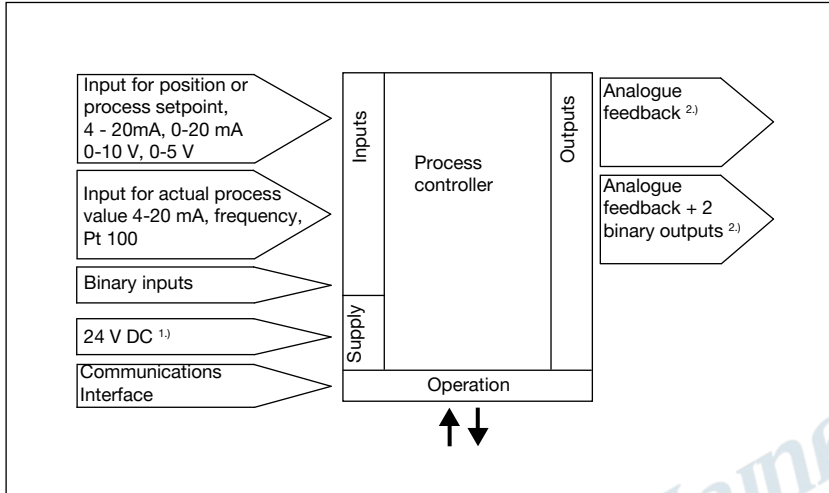 Input for position or
process setpoint,
4 - 20mA, 0-20 mA
0-10 V, 0-5 V
Input for actual process
value 4-20 mA, frequency,
Pt 100
Binary inputs
24 V DC 1.)
Communications
Interface
Inputs
Supply
Process
controller
Operation
Outputs
Analogue
feedback 2.)
Analogue
feedback + 2
binary outputs 2.)